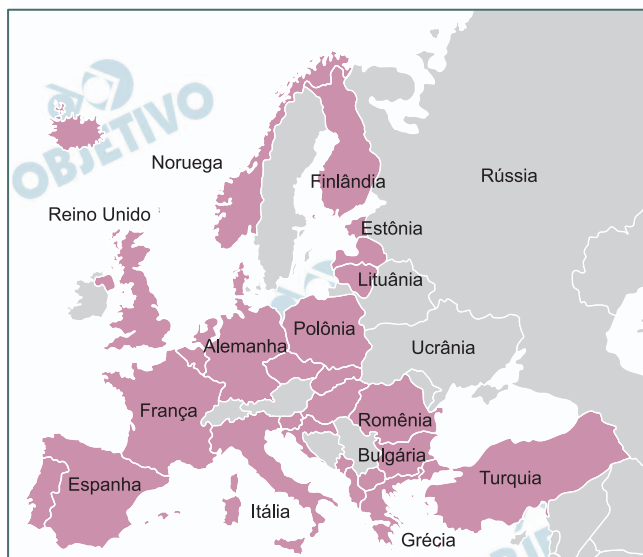 OBJETIVO
Noruega
Finlândia
Rússia
Reino Unido
Estônia
Lituânia
Polônia
Alemanha
Ucrânia
França
Romênia
Bulgária
Espanha
Turquia
Itália
Grécia